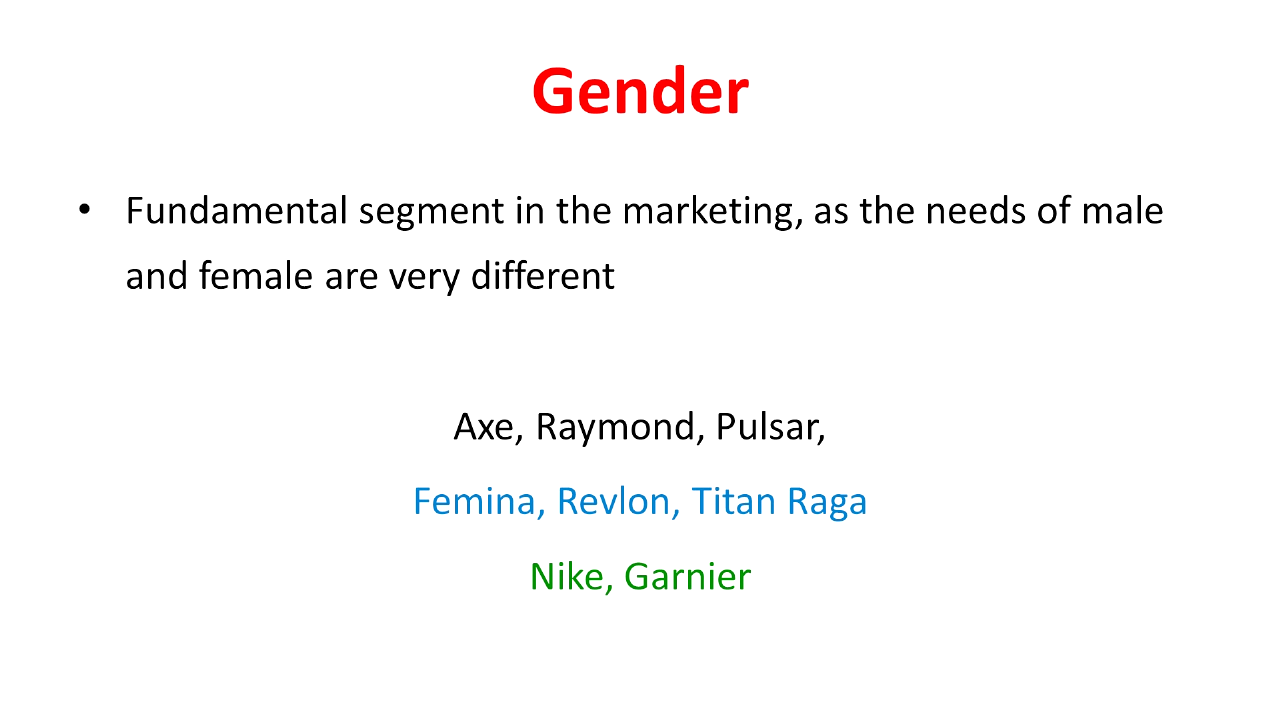 Gender
• Fundamental segment in the marketing, as the needs of male
and female are very different
Axe, Raymond, Pulsar,
Femina, Revlon, Titan Raga
Nike, Garnier